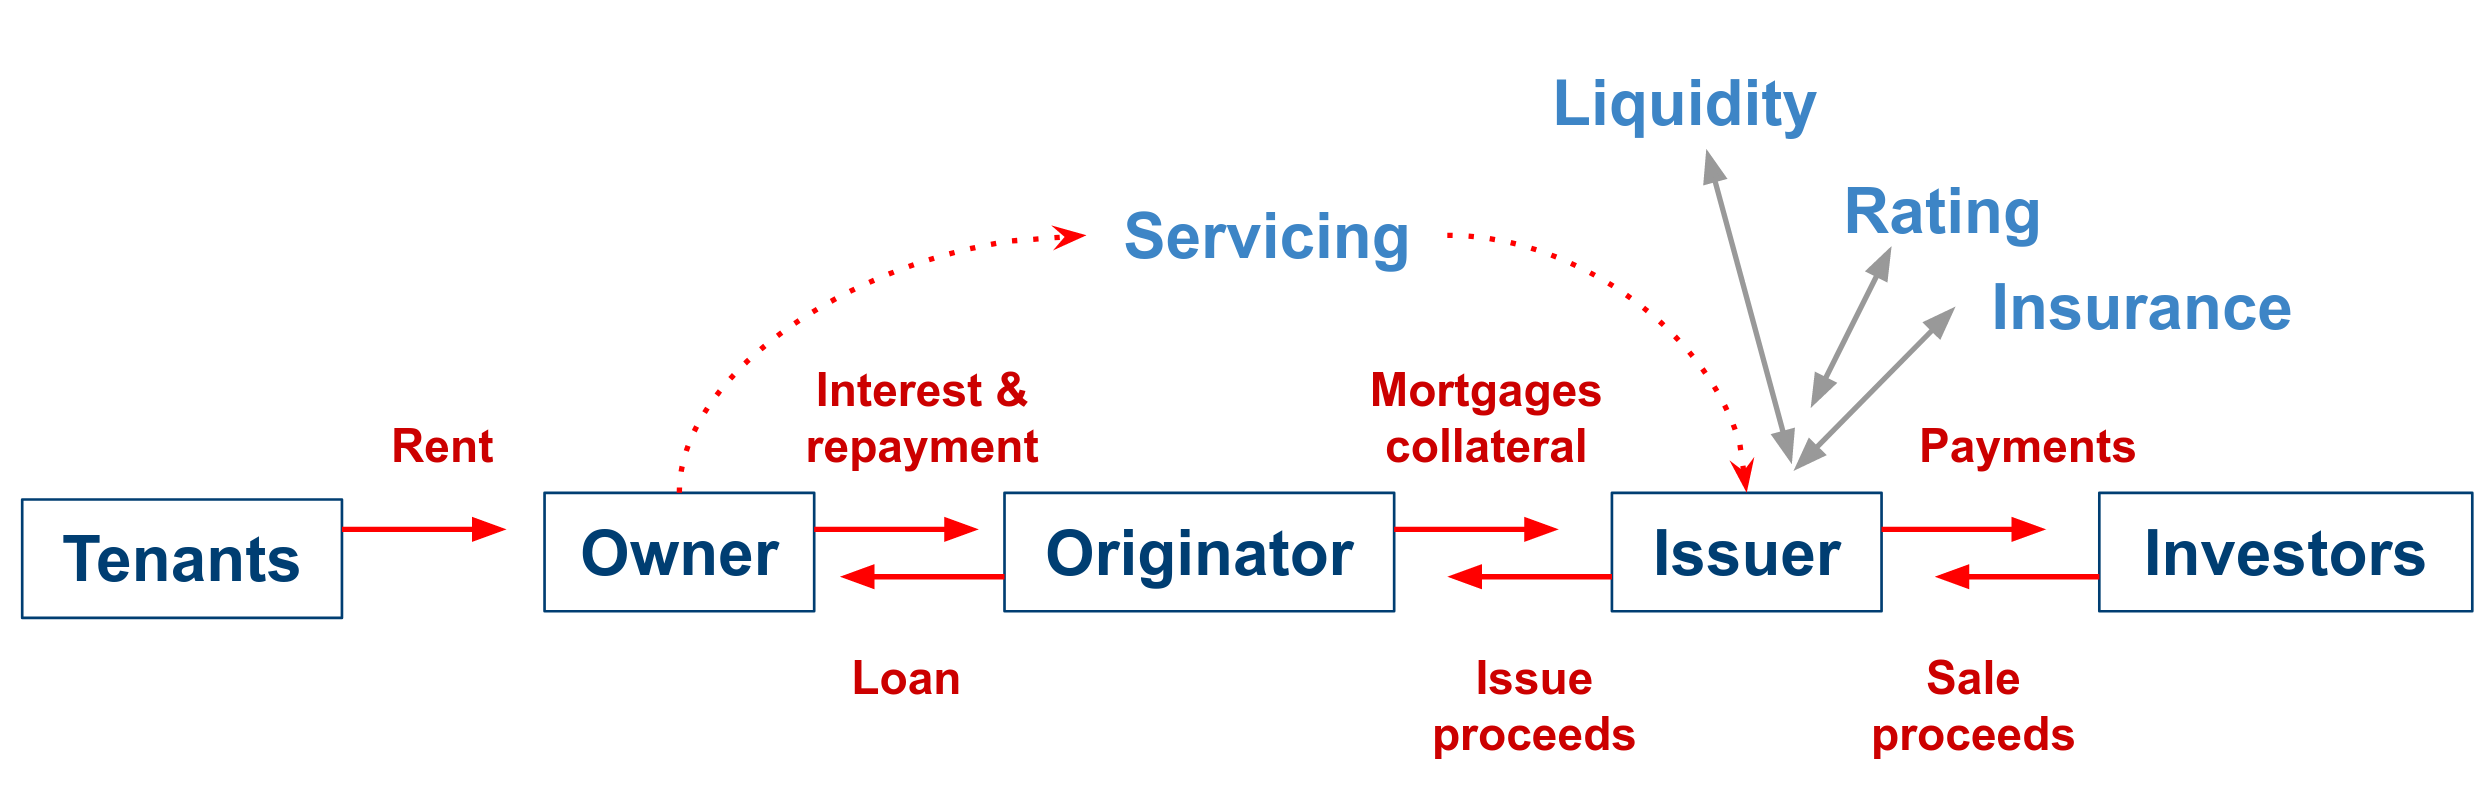 Liquidity
Rating
Servicing
Insurance
Interest &
repayment
Mortgages
collateral
Rent
Payments
Tenants
Owner
Originator
Issuer
Investors
Loan
Issue
proceeds
Sale
proceeds